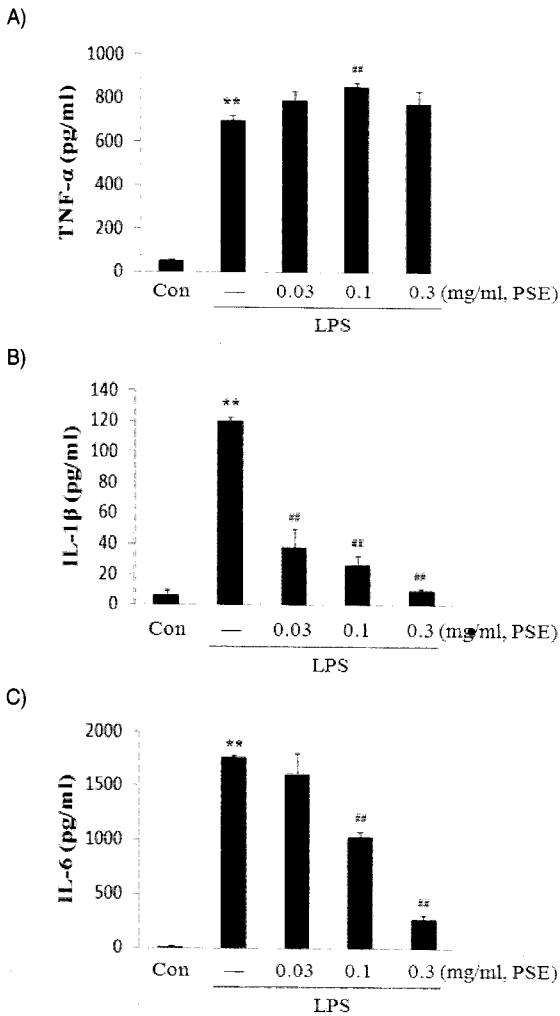 A)
TNF-α (pg/ml)
1000
800
600
400
200
0
**
##
Con — 0.03 0.1 0.3 (mg/ml, PSE)
LPS
B)
IL-1β (pg/ml)
140
120
100
80
60
40
20
0
**
##
##
##
Con — 0.03 0.1 0.3 (mg/ml, PSE)
LPS
C)
IL-6 (pg/ml)
2000
1500
1000
500
0
**
##
##
Con — 0.03 0.1 0.3 (mg/ml, PSE)
LPS